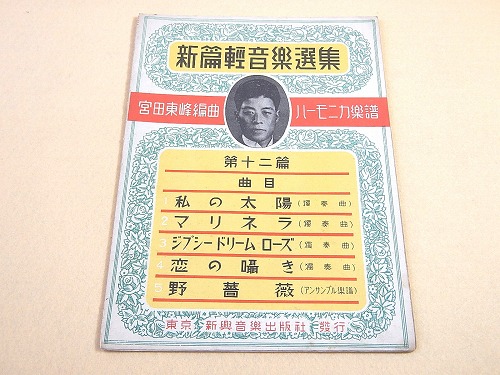 新篇輕音樂選集
宮田東峰編曲 ハーモニカ樂譜
第十二篇
曲目
1 私の太陽(獨奏曲)
2 マリネラ(獨奏曲)
3 ジプシードリームローズ(獨奏曲)
4 恋の囁き(獨奏曲)
5 野薔薇(アンサンブル樂譜)
東京 新興音樂出版社 發行